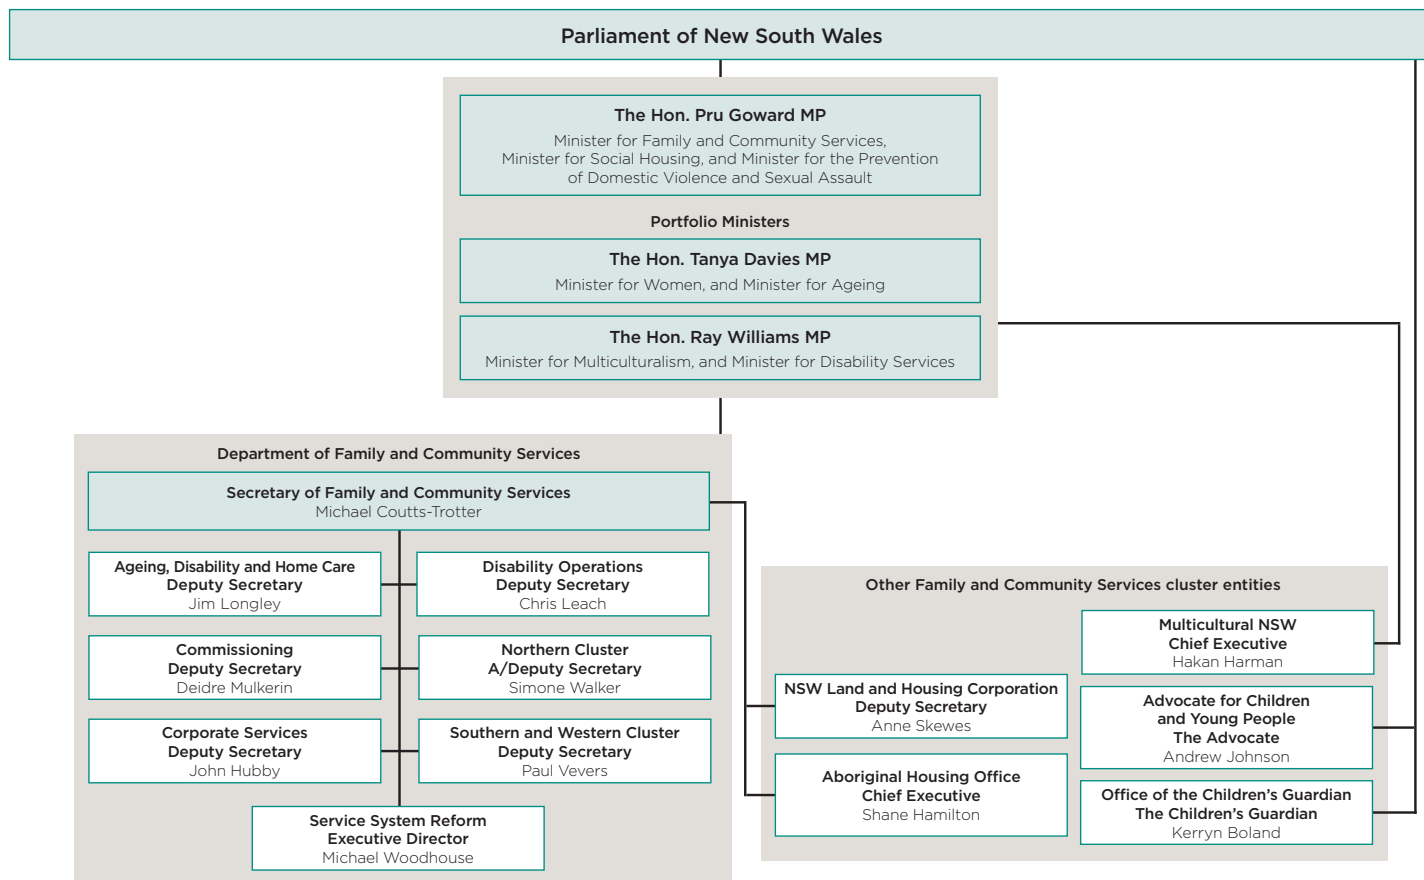 Parliament of New South Wales
The Hon. Pru Goward MP
Minister for Family and Community Services,
Minister for Social Housing, and Minister for the Prevention
of Domestic Violence and Sexual Assault
Portfolio Ministers
The Hon. Tanya Davies MP
Minister for Women, and Minister for Ageing
The Hon. Ray Williams MP
Minister for Multiculturalism, and Minister for Disability Services
Department of Family and Community Services
Secretary of Family and Community Services
Michael Coutts-Trotter
Ageing, Disability and Home Care
Deputy Secretary
Jim Longley
Disability Operations
Deputy Secretary
Chris Leach
Commissioning
Deputy Secretary
Deidre Mulkerin
Northern Cluster
A/Deputy Secretary
Simone Walker
Corporate Services
Deputy Secretary
John Hubby
Southern and Western Cluster
Deputy Secretary
Paul Vevers
Service System Reform
Executive Director
Michael Woodhouse
Other Family and Community Services cluster entities
NSW Land and Housing Corporation
Deputy Secretary
Anne Skewes
Aboriginal Housing Office
Chief Executive
Shane Hamilton
Multicultural NSW
Chief Executive
Hakan Harman
Advocate for Children
and Young People
The Advocate
Andrew Johnson
Office of the Children's Guardian
The Children's Guardian
Kerryn Boland